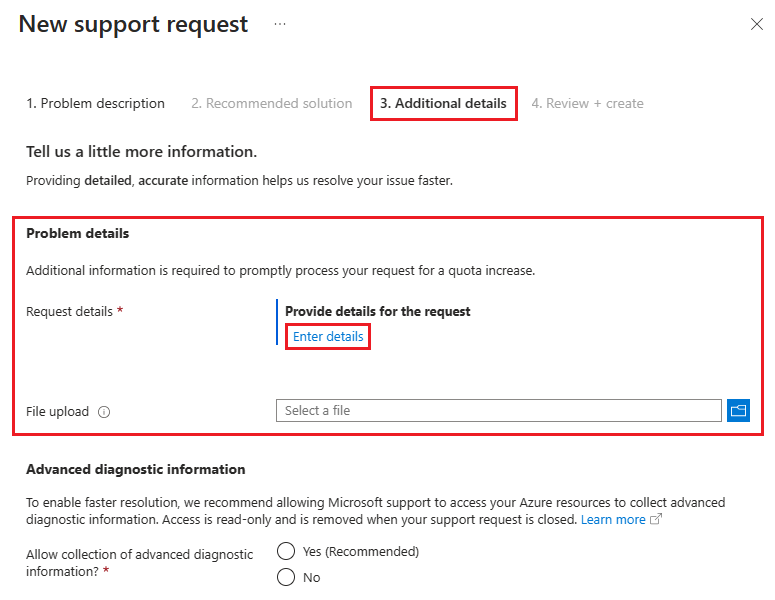 New support request ...
1. Problem description 2. Recommended solution 3. Additional details 4. Review + create
Tell us a little more information.
Providing detailed, accurate information helps us resolve your issue faster.
Problem details
Additional information is required to promptly process your request for a quota increase.
Request details * Provide details for the request
Enter details
File upload Select a file
Advanced diagnostic information
To enable faster resolution, we recommend allowing Microsoft support to access your Azure resources to collect advanced
diagnostic information. Access is read-only and is removed when your support request is closed. Learn more
Allow collection of advanced diagnostic Yes (Recommended)
information? * No